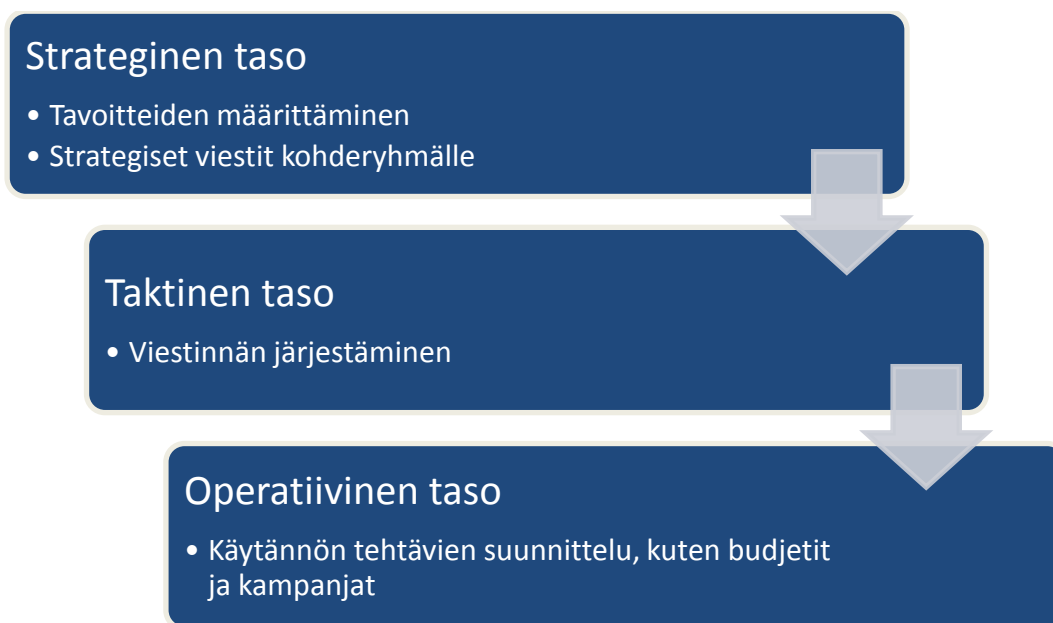 Strateginen taso
• Tavoitteiden määrittäminen
• Strategiset viestit kohderyhmälle
Taktinen taso
• Viestinnän järjestäminen
Operatiivinen taso
• Käytännön tehtävien suunnittelu, kuten budjetit
ja kampanjat